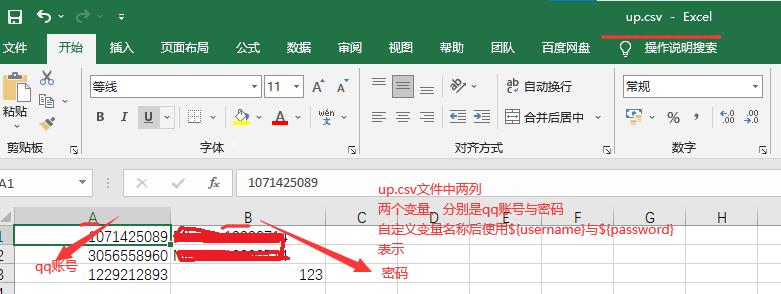 up.csv - Excel
文件 开始 插入 页面布局 公式 数据 审阅 视图 帮助 团队 百度网盘 操作说明搜索
等线 11 A A 自动换行 常规
粘贴 B I U A wén 合并后居中 % , .00
剪贴板 字体 对齐方式 数字
A1 fx 1071425089
up.csv文件中两列
两个变量，分别是qq账号与密码
自定义变量名称后使用${username}与${password}
表示
A B C D E F G H
1 1071425089
2 3056558960
3 1229212893 123
qq账号
密码